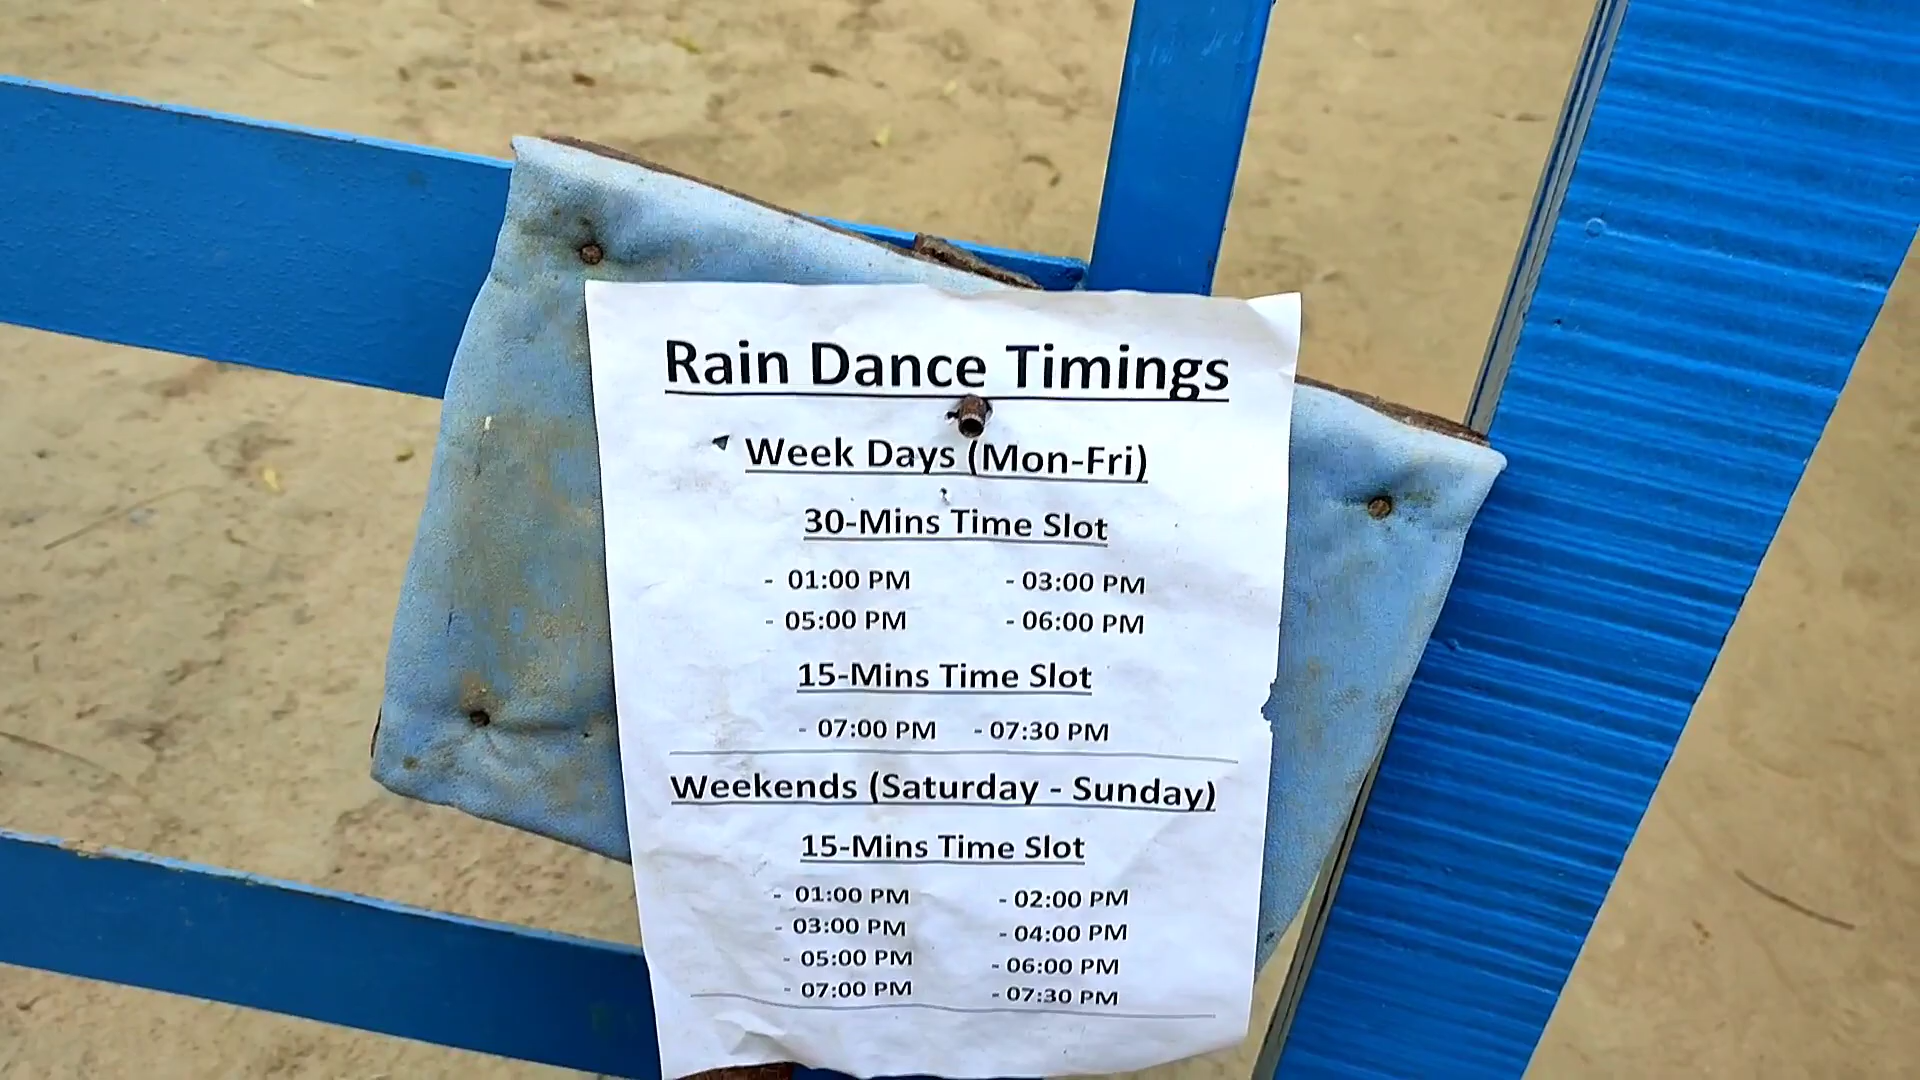 Rain Dance Timings
Week Days (Mon-Fri)
30-Mins Time Slot
- 01:00 PM - 03:00 PM
- 05:00 PM - 06:00 PM
15-Mins Time Slot
- 07:00 PM - 07:30 PM
Weekends (Saturday - Sunday)
15-Mins Time Slot
- 01:00 PM - 02:00 PM
- 03:00 PM - 04:00 PM
- 05:00 PM - 06:00 PM
- 07:00 PM - 07:30 PM